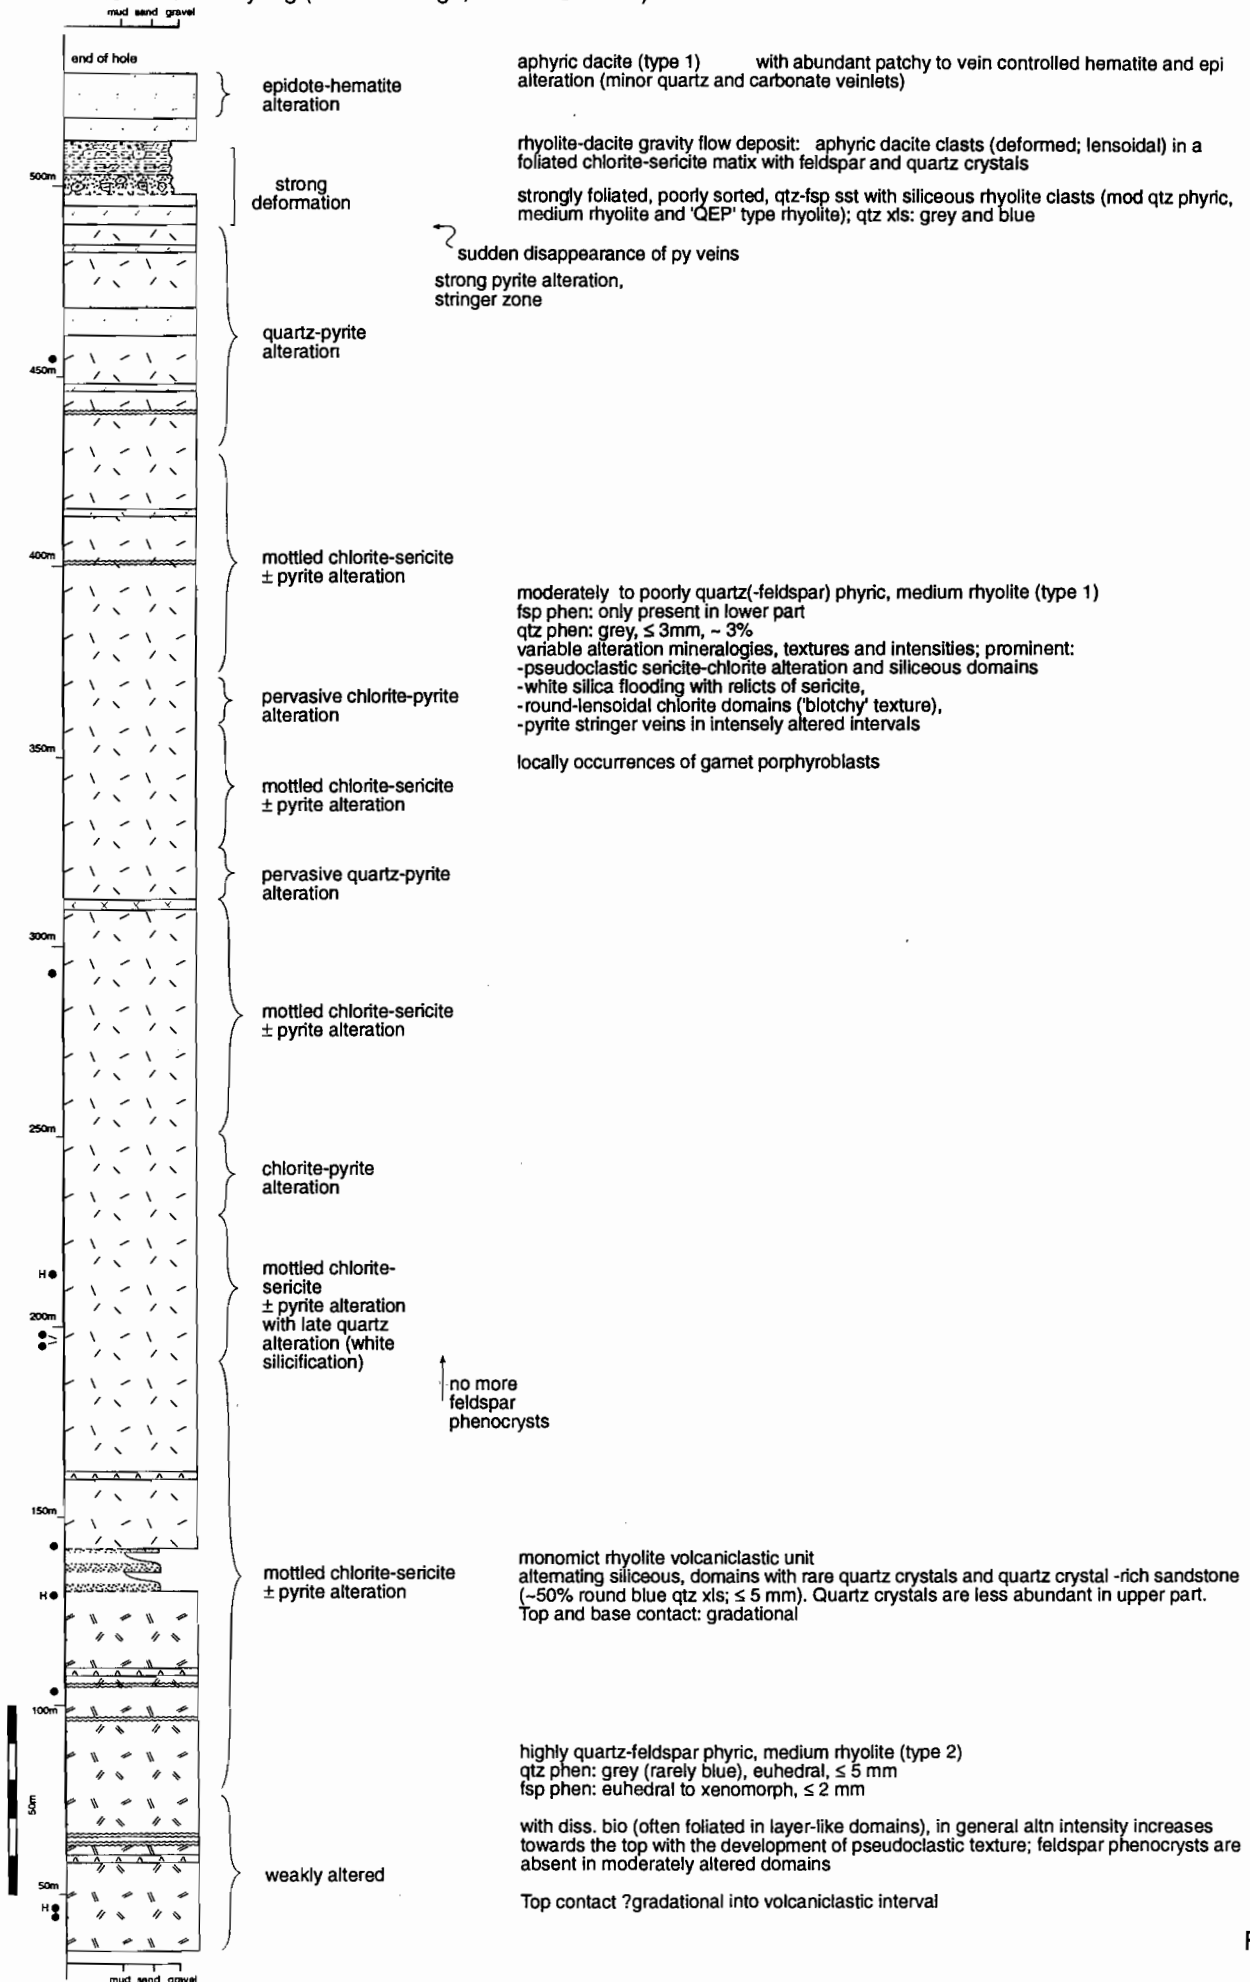 mud sand gravel
end of hole
epidote-hematite
alteration
aphyric dacite (type 1) with abundant patchy to vein controlled hematite and epi
alteration (minor quartz and carbonate veinlets)
rhyolite-dacite gravity flow deposit: aphyric dacite clasts (deformed; lensoidal) in a
foliated chlorite-sericite matix with feldspar and quartz crystals
500m
strong
deformation
strongly foliated, poorly sorted, qtz-fsp sst with siliceous rhyolite clasts (mod qtz phyric,
medium rhyolite and 'QEP' type rhyolite); qtz xls: grey and blue
sudden disappearance of py veins
strong pyrite alteration,
stringer zone
quartz-pyrite
alteration
450m
400m
mottled chlorite-sericite
± pyrite alteration
moderately to poorly quartz(-feldspar) phyric, medium rhyolite (type 1)
fsp phen: only present in lower part
qtz phen: grey, ≤ 3mm, ~ 3%
variable alteration mineralogies, textures and intensities; prominent:
-pseudoclastic sericite-chlorite alteration and siliceous domains
-white silica flooding with relicts of sericite,
-round-lensoidal chlorite domains ('blotchy' texture),
-pyrite stringer veins in intensely altered intervals
pervasive chlorite-pyrite
alteration
350m
locally occurrences of garnet porphyroblasts
mottled chlorite-sericite
± pyrite alteration
pervasive quartz-pyrite
alteration
300m
mottled chlorite-sericite
± pyrite alteration
250m
chlorite-pyrite
alteration
H
mottled chlorite-
sericite
± pyrite alteration
with late quartz
alteration (white
silicification)
200m
no more
feldspar
phenocrysts
150m
mottled chlorite-sericite
± pyrite alteration
monomict rhyolite volcaniclastic unit
alternating siliceous, domains with rare quartz crystals and quartz crystal -rich sandstone
(~50% round blue qtz xls; ≤ 5 mm). Quartz crystals are less abundant in upper part.
Top and base contact: gradational
H
100m
highly quartz-feldspar phyric, medium rhyolite (type 2)
qtz phen: grey (rarely blue), euhedral, ≤ 5 mm
fsp phen: euhedral to xenomorph, ≤ 2 mm
50m
with diss. bio (often foliated in layer-like domains), in general altn intensity increases
towards the top with the development of pseudoclastic texture; feldspar phenocrysts are
absent in moderately altered domains
weakly altered
50m
H
Top contact ?gradational into volcaniclastic interval
mud sand gravel